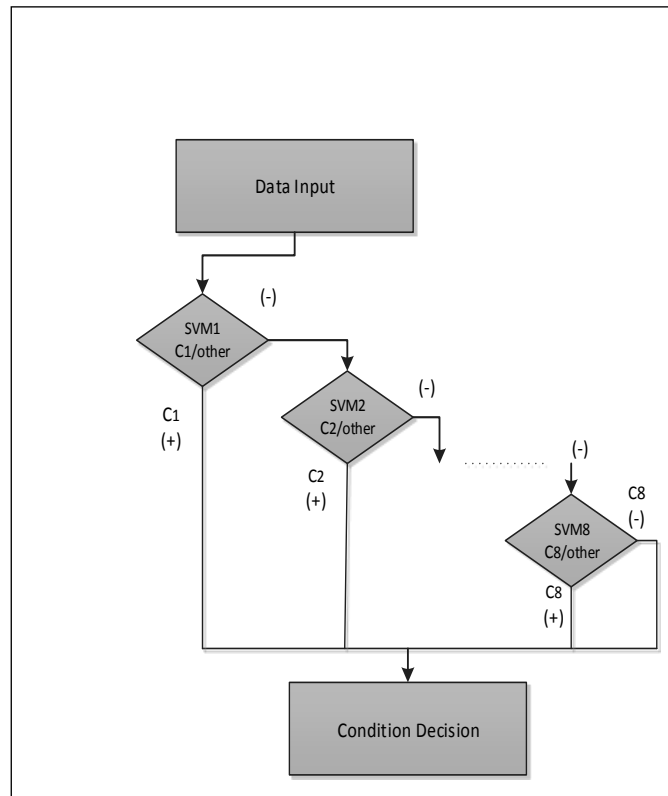 Data Input
(-)
SVM1
C1/other
C1
(+)
SVM2
C2/other
(-)
C2
(+)
(-)
SVM8
C8/other
C8
(-)
C8
(+)
Condition Decision